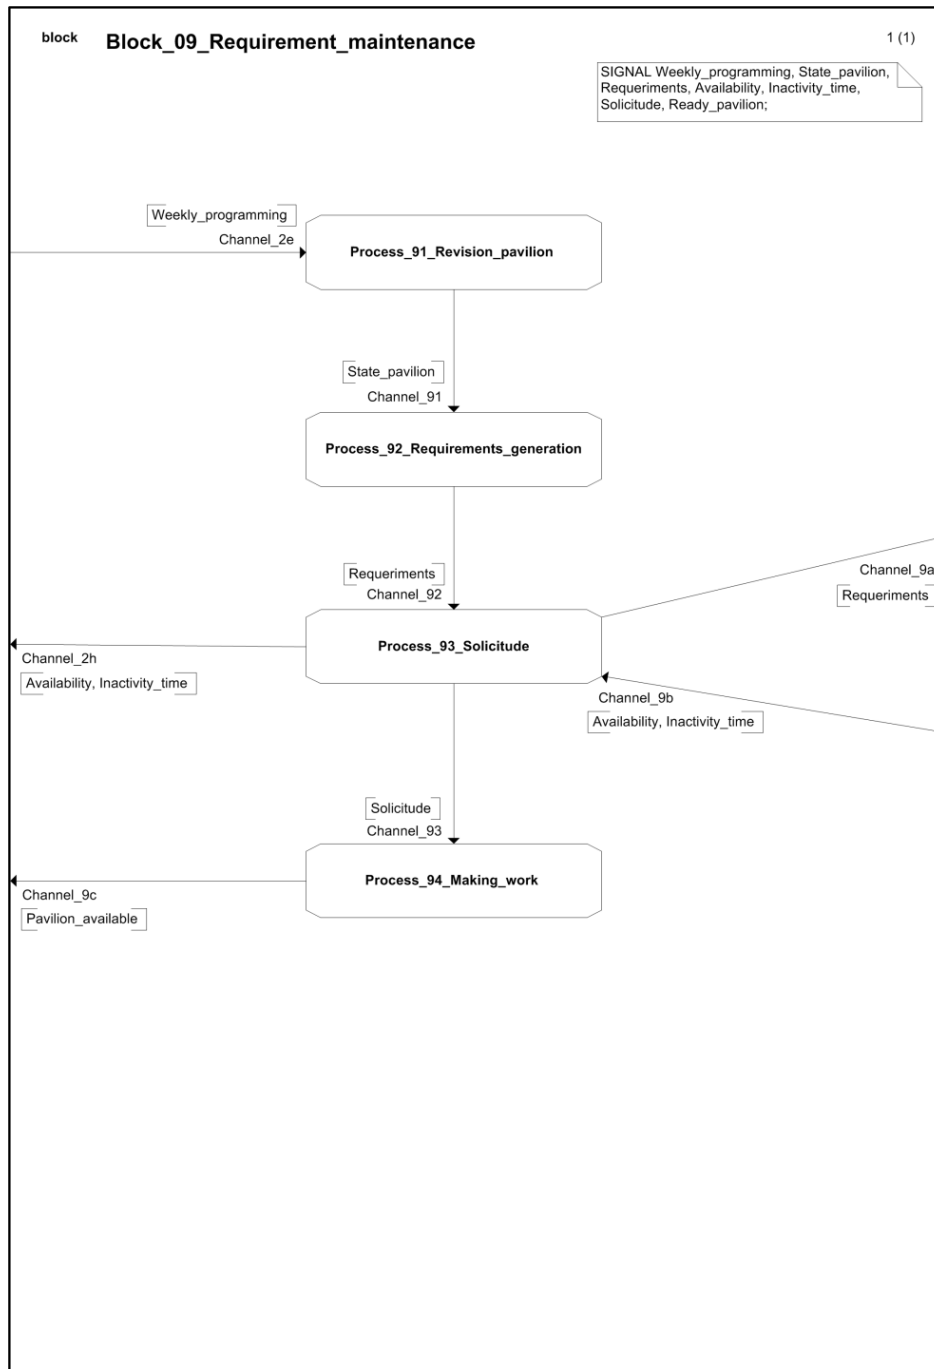 block Block_09_Requirement_maintenance 1 (1)
SIGNAL Weekly_programming, State_pavilion,
Requeriments, Availability, Inactivity_time,
Solicitude, Ready_pavilion;
Weekly_programming
Channel_2e
Process_91_Revision_pavilion
State_pavilion
Channel_91
Process_92_Requirements_generation
Requeriments
Channel_92
Channel_9a
Requeriments
Process_93_Solicitude
Channel_2h
Availability, Inactivity_time
Channel_9b
Availability, Inactivity_time
Solicitude
Channel_93
Process_94_Making_work
Channel_9c
Pavilion_available